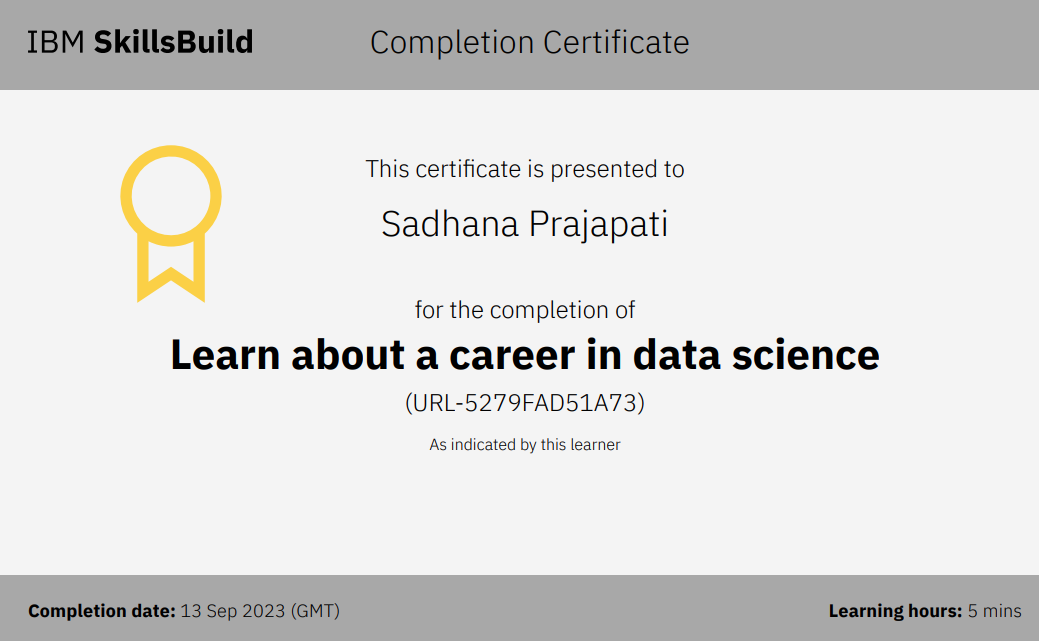 IBM SkillsBuild
Completion Certificate
This certificate is presented to
Sadhana Prajapati
for the completion of
Learn about a career in data science
(URL-5279FAD51A73)
As indicated by this learner
Completion date: 13 Sep 2023 (GMT)
Learning hours: 5 mins